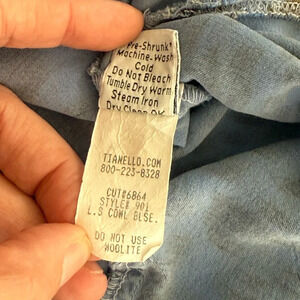 Pre-Shrunk
Machine-Wash
Cold
Do Not Bleach
Tumble Dry Warm
Steam Iron
Dry Clean OK
TIANELLO.COM
800-223-8328
CUT#6864
STYLE# 901
L.S COWL BLSE.
DO NOT USE
WOOLITE